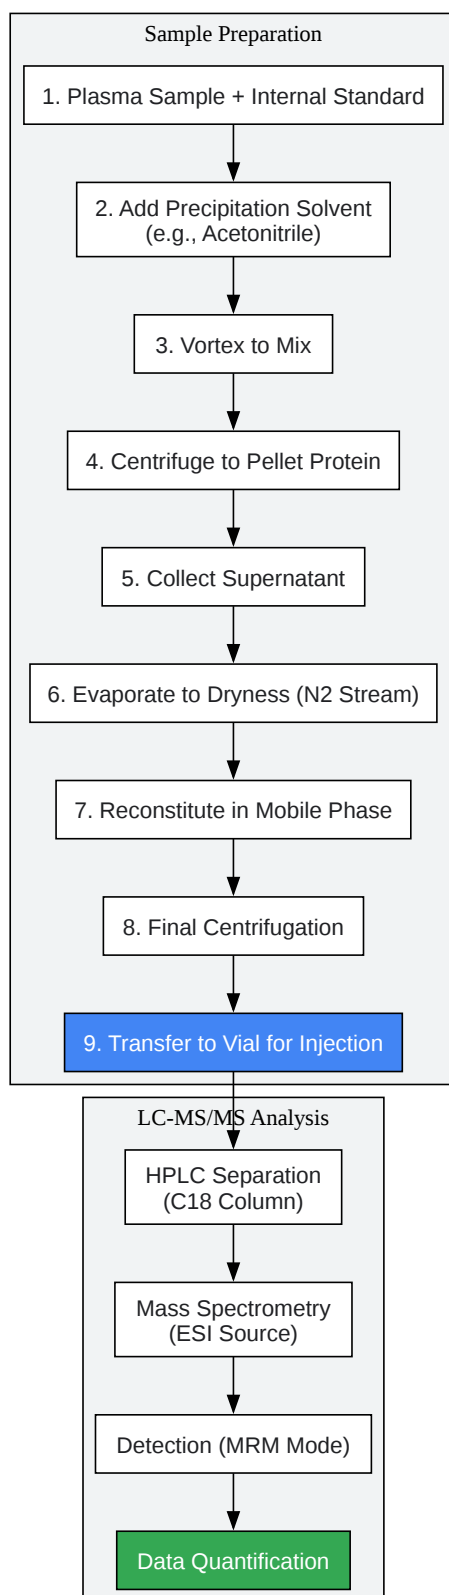 Sample Preparation
1. Plasma Sample + Internal Standard
2. Add Precipitation Solvent
(e.g., Acetonitrile)
3. Vortex to Mix
4. Centrifuge to Pellet Protein
5. Collect Supernatant
6. Evaporate to Dryness (N2 Stream)
7. Reconstitute in Mobile Phase
8. Final Centrifugation
9. Transfer to Vial for Injection
LC-MS/MS Analysis
HPLC Separation
(C18 Column)
Mass Spectrometry
(ESI Source)
Detection (MRM Mode)
Data Quantification